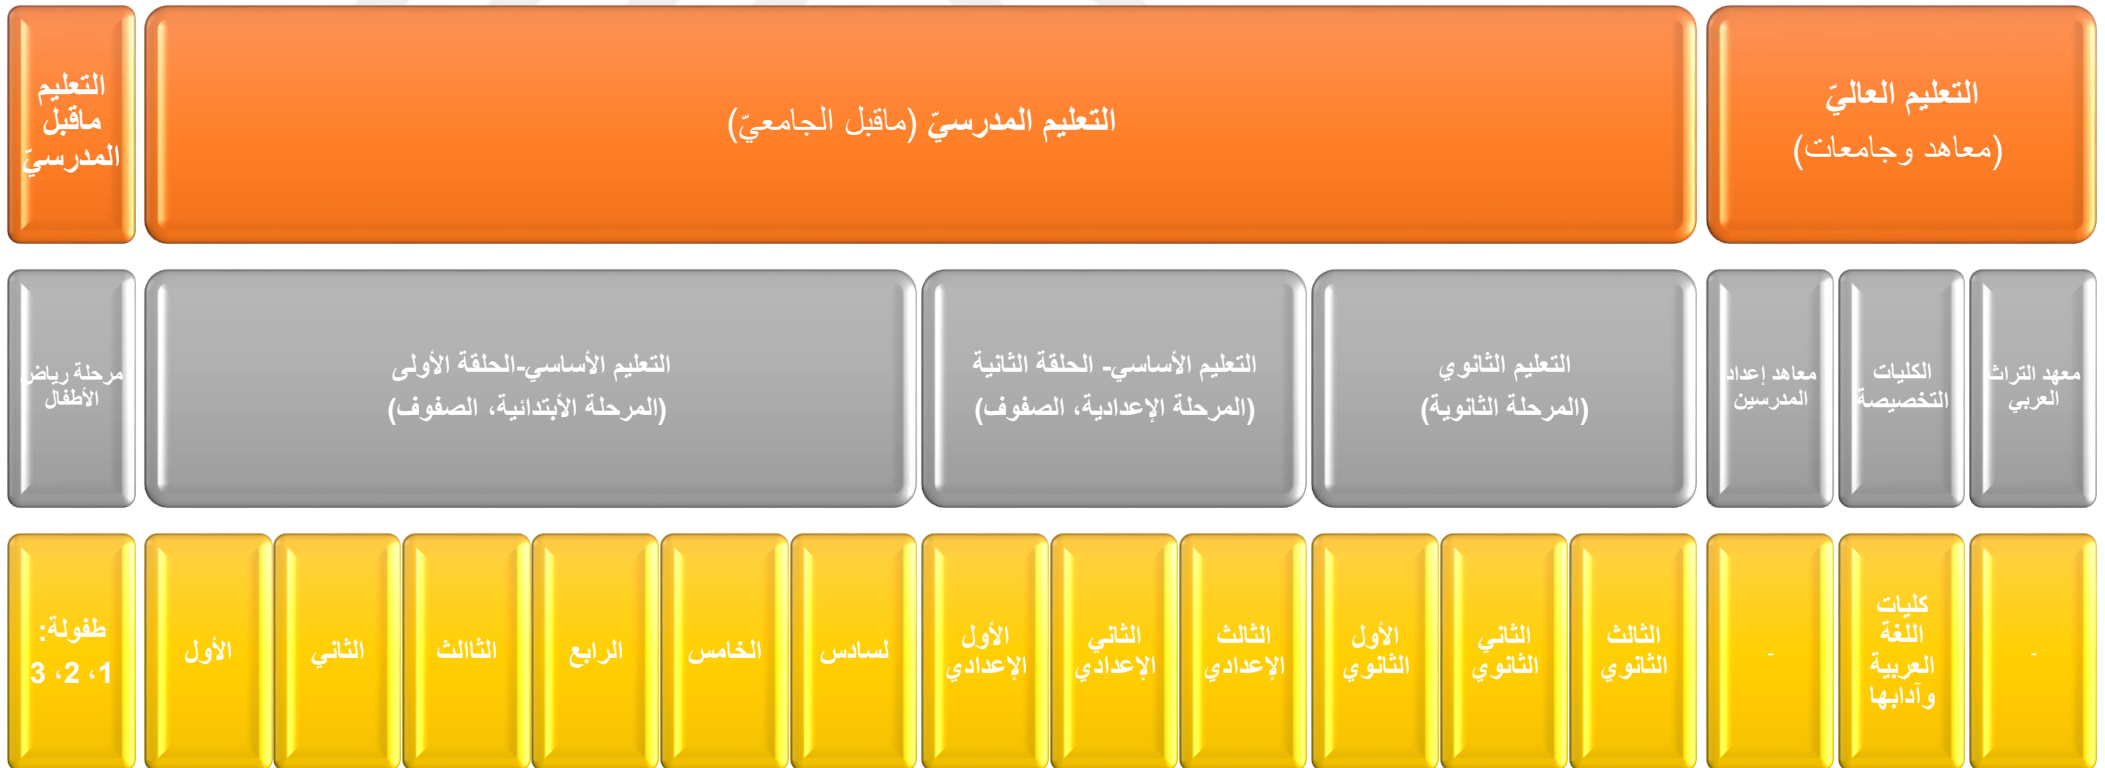 التعليم
ماقبل
المدرسيّ
التعليم المدرسيّ (ماقبل الجامعيّ)
التعليم العاليّ
(معاهد وجامعات)
مرحلة رياض
الأطفال
التعليم الأساسي-الحلقة الأولى
(المرحلة الأبتدائية، الصفوف)
التعليم الأساسي- الحلقة الثانية
(المرحلة الإعدادية، الصفوف)
التعليم الثانوي
(المرحلة الثانوية)
معاهد إعداد
المدرسين
الكليات
التخصيصة
معهد التراث
العربي
طفولة:
1، 2، 3
الأول
الثاني
الثاالث
الرابع
الخامس
لسادس
الأول
الإعدادي
الثاني
الإعدادي
الثالث
الإعدادي
الأول
الثانوي
الثاني
الثانوي
الثالث
الثانوي
-
كليات
اللغة
العربية
وآدابها
-